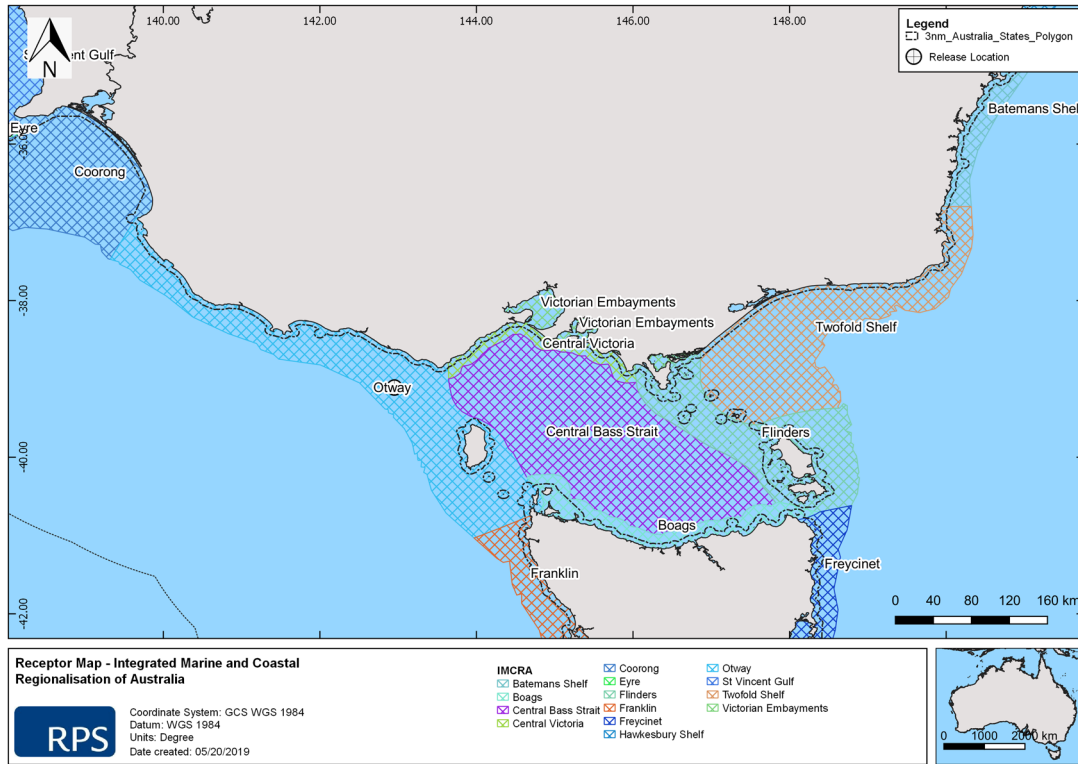 140.00 142.00 144.00 146.00 148.00
Legend
3nm_Australia_States_Polygon
Release Location
N
ent Gulf
Batemans Shel
Eyre
-36.00
Coorong
-38.00
Victorian Embayments
Victorian Embayments
Twofold Shelf
Central Victoria
Otway
Central Bass Strait
Flinders
-40.00
Boags
Franklin
Freycinet
0 40 80 120 160 km
-42.00
Receptor Map - Integrated Marine and Coastal
Regionalisation of Australia
RPS
Coordinate System: GCS WGS 1984
Datum: WGS 1984
Units: Degree
Date created: 05/20/2019
IMCRA
Batemans Shelf
Boags
Central Bass Strait
Central Victoria
Coorong
Eyre
Flinders
Franklin
Freycinet
Hawkesbury Shelf
Otway
St Vincent Gulf
Twofold Shelf
Victorian Embayments
0 1000 2000 km